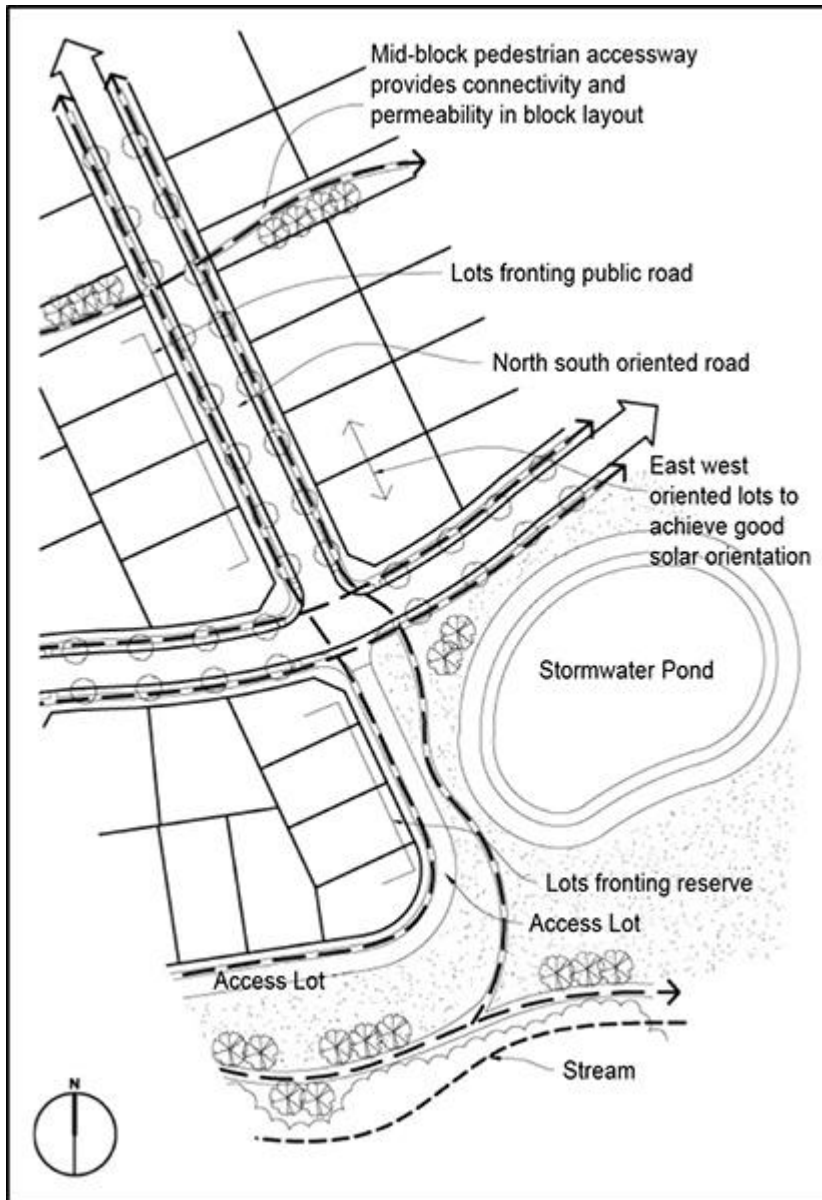 Mid-block pedestrian accessway
provides connectivity and
permeability in block layout
Lots fronting public road
North south oriented road
East west
oriented lots to
achieve good
solar orientation
Stormwater Pond
Lots fronting reserve
Access Lot
Access Lot
Stream
N